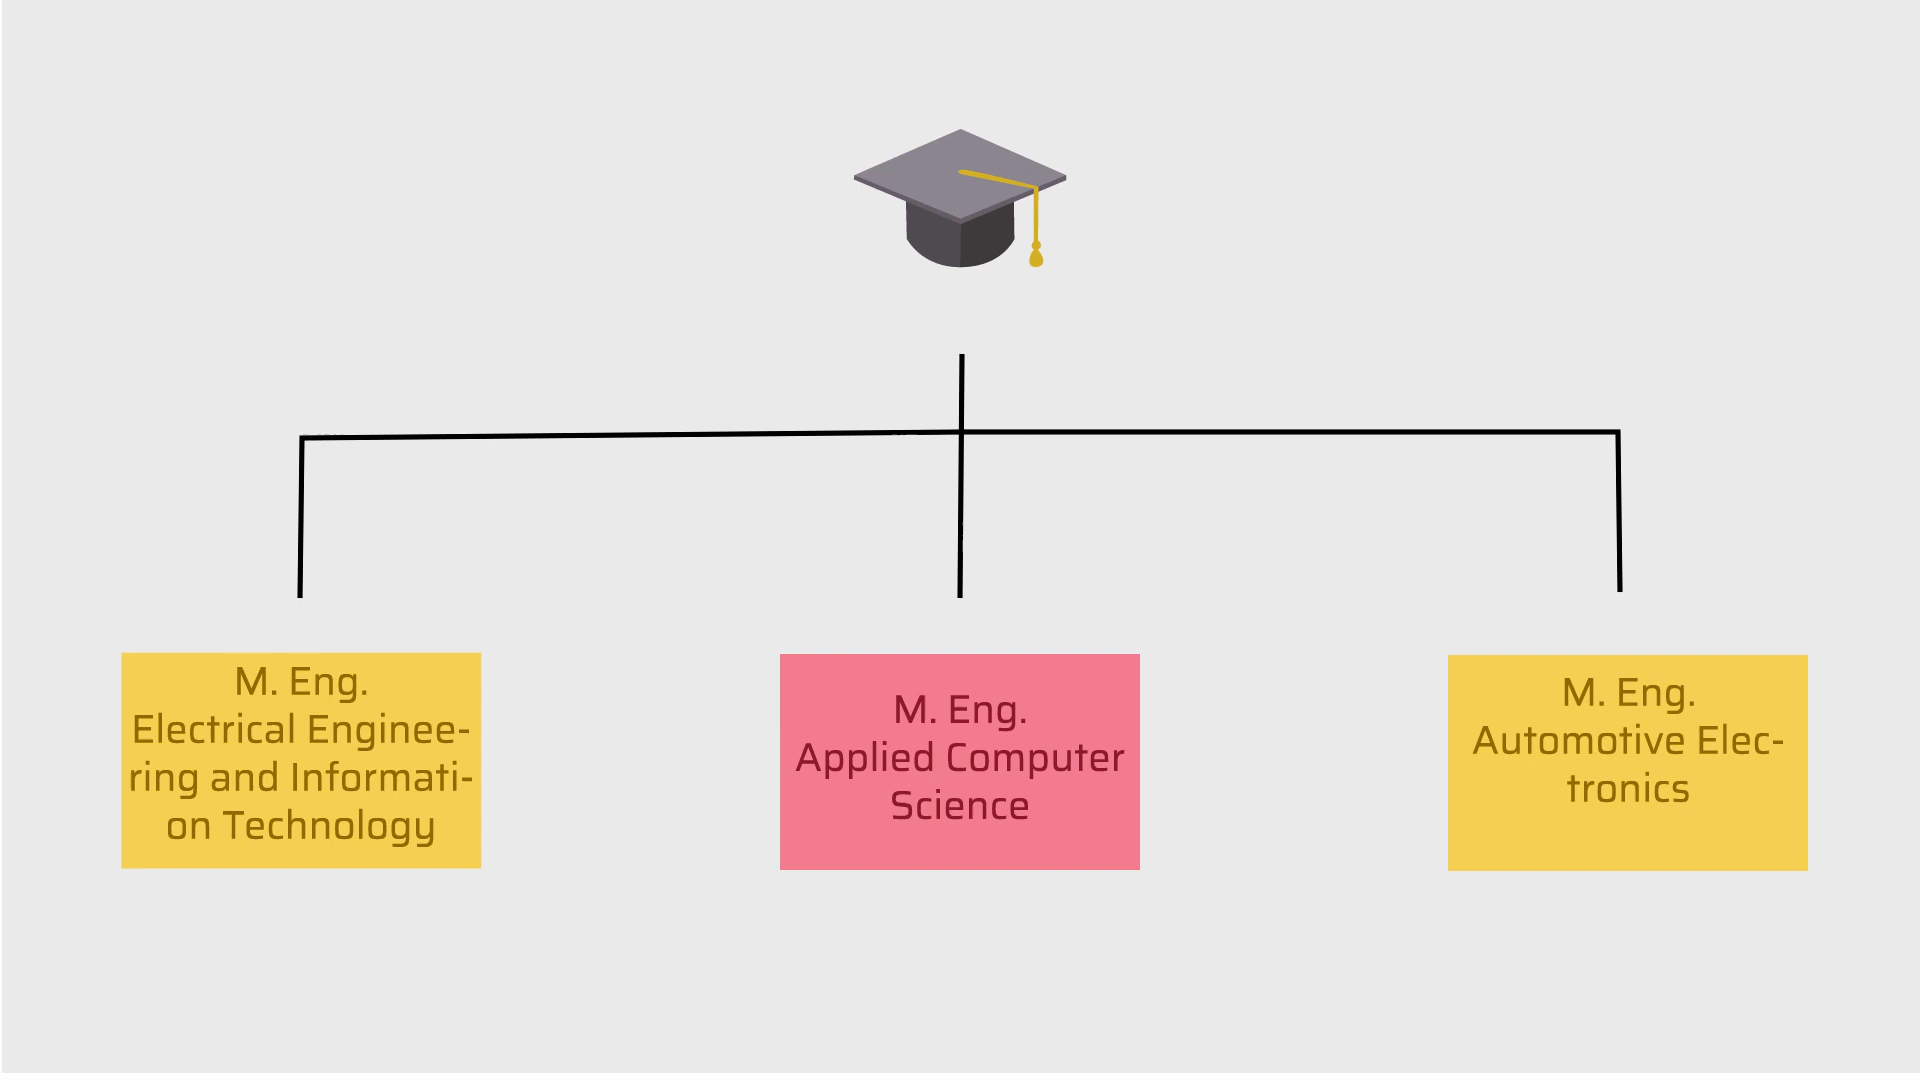 M. Eng.
Electrical Enginee-
ring and Informati-
on Technology
M. Eng.
Applied Computer
Science
M. Eng.
Automotive Elec-
tronics